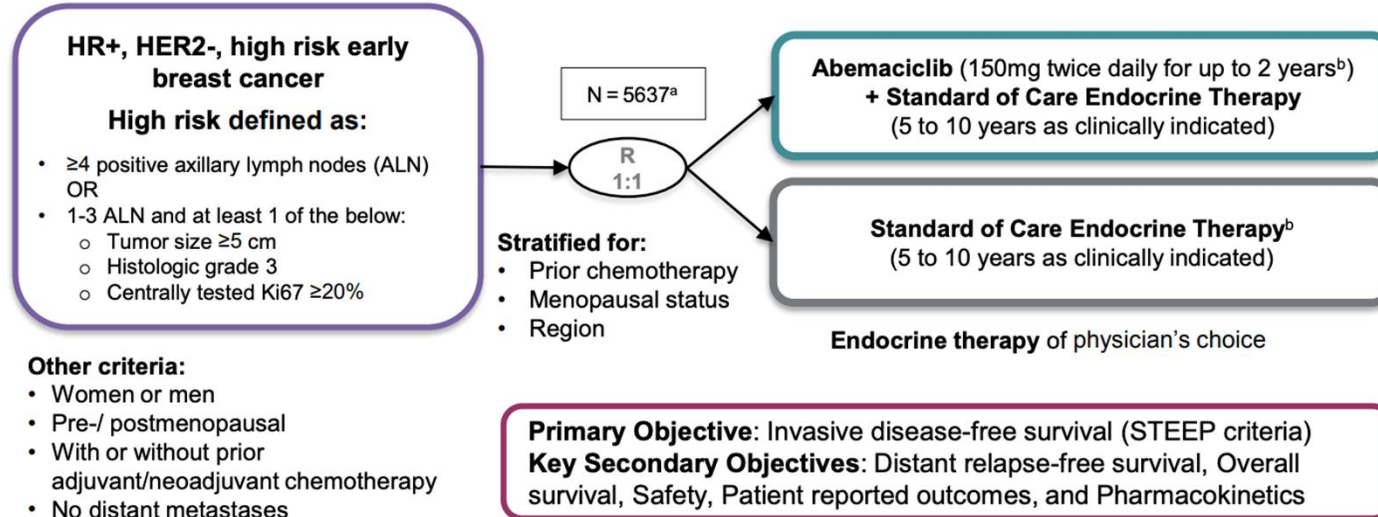 HR+, HER2-, high risk early
breast cancer
High risk defined as:
• ≥4 positive axillary lymph nodes (ALN)
OR
• 1-3 ALN and at least 1 of the below:
o Tumor size ≥5 cm
o Histologic grade 3
o Centrally tested Ki67 ≥20%
Other criteria:
• Women or men
• Pre-/ postmenopausal
• With or without prior
adjuvant/neoadjuvant chemotherapy
• No distant metastases
N = 5637ᵃ
R
1:1
Stratified for:
• Prior chemotherapy
• Menopausal status
• Region
Abemaciclib (150mg twice daily for up to 2 yearsᵇ)
+ Standard of Care Endocrine Therapy
(5 to 10 years as clinically indicated)
Standard of Care Endocrine Therapyᵇ
(5 to 10 years as clinically indicated)
Endocrine therapy of physician’s choice
Primary Objective: Invasive disease-free survival (STEEP criteria)
Key Secondary Objectives: Distant relapse-free survival, Overall
survival, Safety, Patient reported outcomes, and Pharmacokinetics